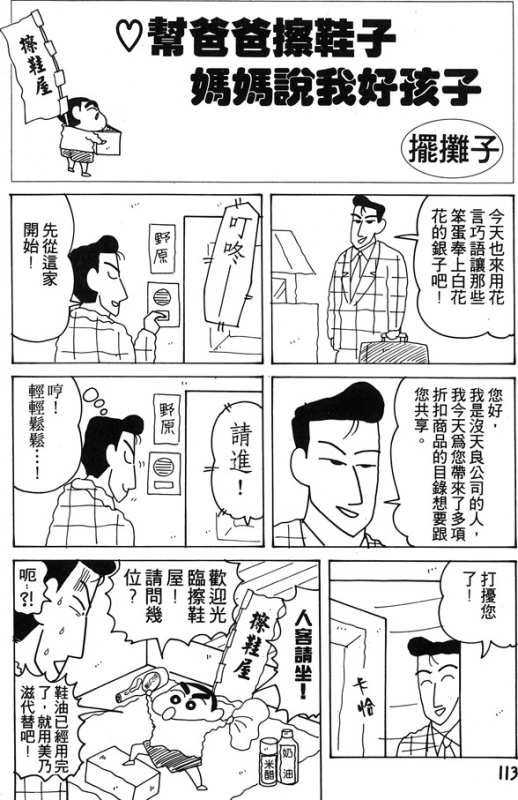 ♡幫爸爸擦鞋子
媽媽說我好孩子
擦鞋屋
擺攤子
今天也來用花
言巧語讓那些
笨蛋奉上白花
花的銀子吧！
叮咚
野原
先從這家
開始！
您好，
我是沒天良公司的人，
我今天為您帶來了多項
折扣商品的目錄想要跟
您共享。
請進！
野原
哼！
輕輕鬆鬆…！
打擾您
了！
卡恰
人客請坐！
擦鞋屋
歡迎光
臨擦鞋
屋！
請問幾
位？
呃…?!
鞋油已經用完
了，就用美乃
滋代替吧！
奶油
米醋
113